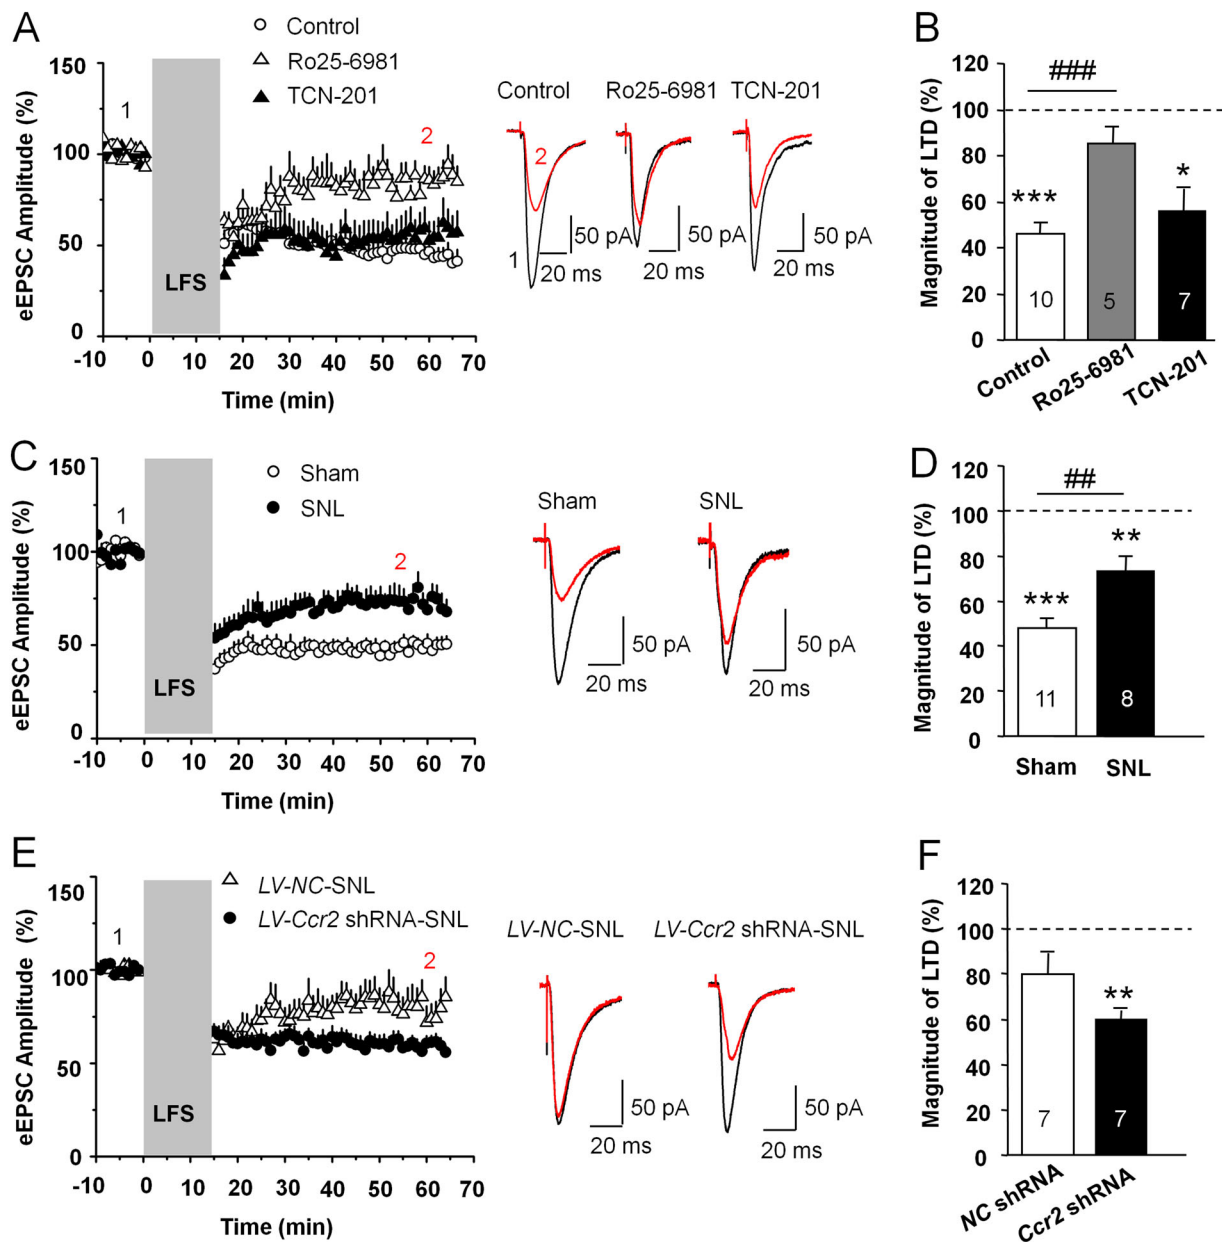 A
Control
Ro25-6981
TCN-201
150
100
50
0
eEPSC Amplitude (%)
1
2
LFS
-10 0 10 20 30 40 50 60 70
Time (min)
Control Ro25-6981 TCN-201
2
1
50 pA
20 ms
50 pA
20 ms
50 pA
20 ms
B
###
120
100
80
60
40
20
0
Magnitude of LTD (%)
***
*
10
5
7
Control
Ro25-6981
TCN-201
C
Sham
SNL
150
100
50
0
eEPSC Amplitude (%)
1
2
LFS
-10 0 10 20 30 40 50 60 70
Time (min)
Sham SNL
50 pA
20 ms
50 pA
20 ms
D
##
120
100
80
60
40
20
0
Magnitude of LTD (%)
***
**
11
8
Sham SNL
E
LV-NC-SNL
LV-Ccr2 shRNA-SNL
150
100
50
0
eEPSC Amplitude (%)
1
2
LFS
-10 0 10 20 30 40 50 60 70
Time (min)
LV-NC-SNL LV-Ccr2 shRNA-SNL
50 pA
20 ms
50 pA
20 ms
F
120
100
80
60
40
20
0
Magnitude of LTD (%)
**
7
7
NC shRNA
Ccr2 shRNA